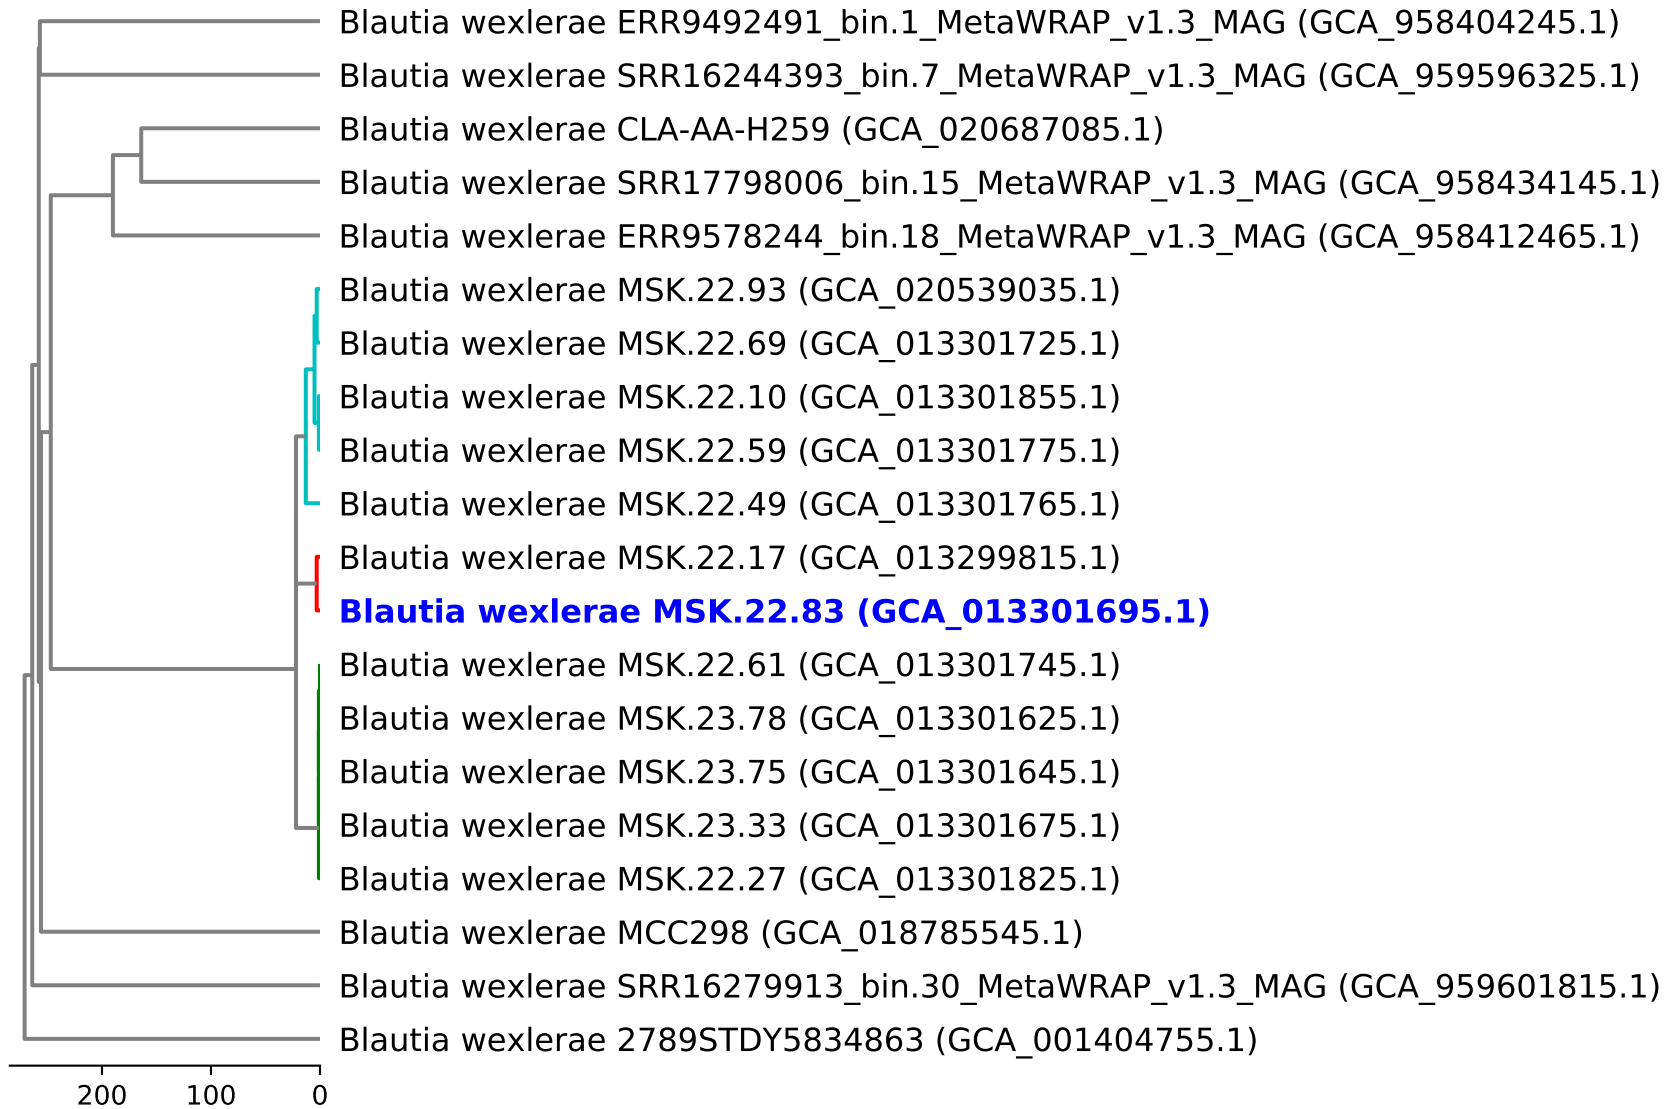 Blautia wexlerae ERR9492491_bin.1_MetaWRAP_v1.3_MAG (GCA_958404245.1)
Blautia wexlerae SRR16244393_bin.7_MetaWRAP_v1.3_MAG (GCA_959596325.1)
Blautia wexlerae CLA-AA-H259 (GCA_020687085.1)
Blautia wexlerae SRR17798006_bin.15_MetaWRAP_v1.3_MAG (GCA_958434145.1)
Blautia wexlerae ERR9578244_bin.18_MetaWRAP_v1.3_MAG (GCA_958412465.1)
Blautia wexlerae MSK.22.93 (GCA_020539035.1)
Blautia wexlerae MSK.22.69 (GCA_013301725.1)
Blautia wexlerae MSK.22.10 (GCA_013301855.1)
Blautia wexlerae MSK.22.59 (GCA_013301775.1)
Blautia wexlerae MSK.22.49 (GCA_013301765.1)
Blautia wexlerae MSK.22.17 (GCA_013299815.1)
Blautia wexlerae MSK.22.83 (GCA_013301695.1)
Blautia wexlerae MSK.22.61 (GCA_013301745.1)
Blautia wexlerae MSK.23.78 (GCA_013301625.1)
Blautia wexlerae MSK.23.75 (GCA_013301645.1)
Blautia wexlerae MSK.23.33 (GCA_013301675.1)
Blautia wexlerae MSK.22.27 (GCA_013301825.1)
Blautia wexlerae MCC298 (GCA_018785545.1)
Blautia wexlerae SRR16279913_bin.30_MetaWRAP_v1.3_MAG (GCA_959601815.1)
Blautia wexlerae 2789STDY5834863 (GCA_001404755.1)
200 100 0